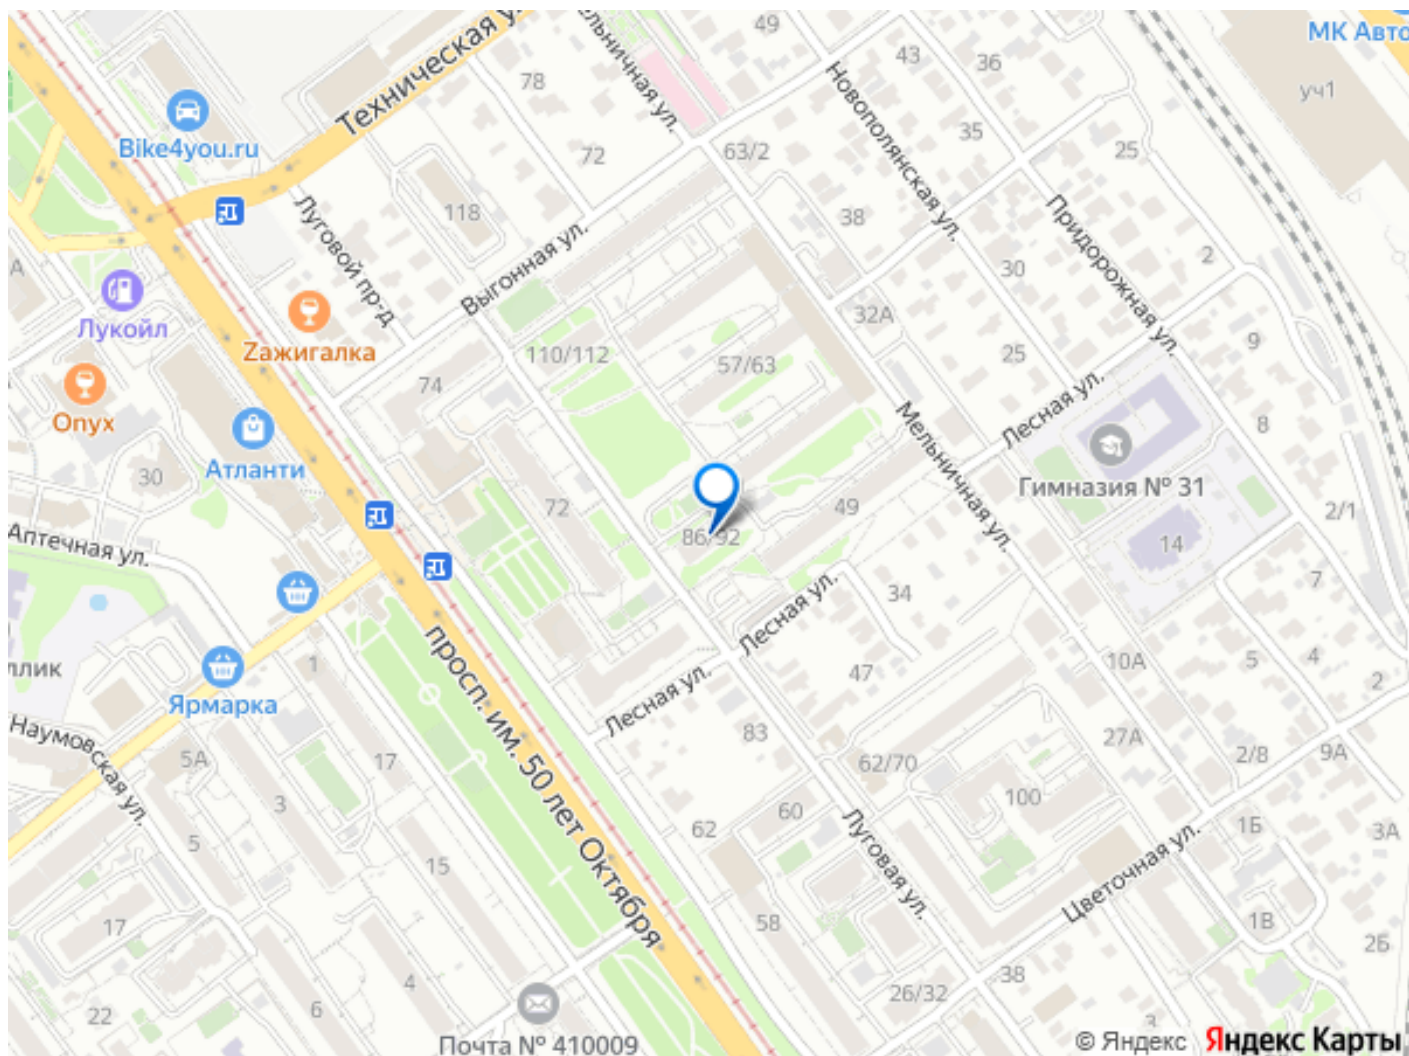 49
МК Авто
43
36
78
Техническая у
ельничная ул.
Новополянская ул.
уч1
Bike4you.ru
72
63/2
35
25
118
Луговой пр-д
38
Придорожная ул.
А
Выгонная ул.
30
2
Лукойл
32А
Zажигалка
110/112
57/63
25
9
74
Onyx
Мельничная ул.
Лесная ул.
8
Атланти
30
Гимназия № 31
72
49
2/1
Аптечная ул.
86/92
14
7
34
Лесная ул.
ллик
1
просп. им. 50 лет Октября
47
10А
5
4
2
Ярмарка
Лесная ул.
Наумовская ул.
83
27А
2/8
9А
5А
17
62/70
3
100
60
Луговая ул.
62
1Б
3А
5
15
Цветочная ул.
17
58
1В
2Б
4
38
26/32
22
6
3
Почта № 410009
© Яндекс Яндекс Карты